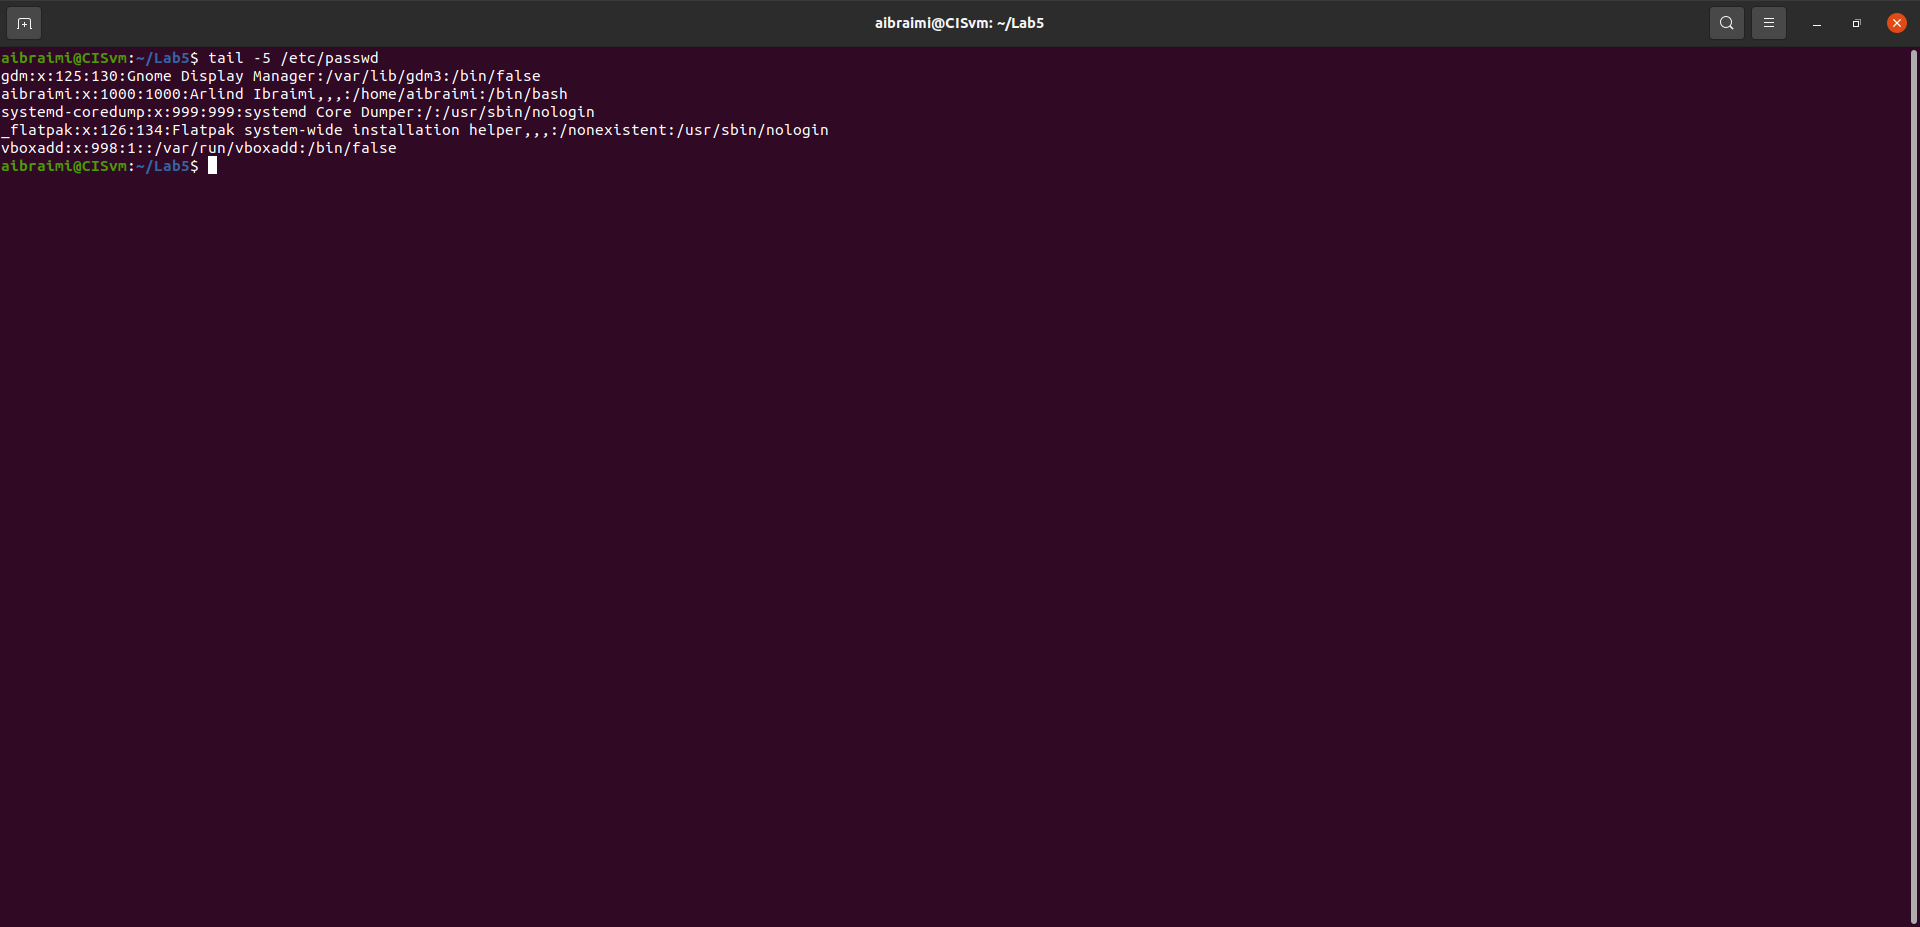 aibraimi@CISvm: ~/Lab5
aibraimi@CISvm:~/Lab5$ tail -5 /etc/passwd
gdm:x:125:130:Gnome Display Manager:/var/lib/gdm3:/bin/false
aibraimi:x:1000:1000:Arlind Ibraimi,,,:/home/aibraimi:/bin/bash
systemd-coredump:x:999:999:systemd Core Dumper:/:/usr/sbin/nologin
_flatpak:x:126:134:Flatpak system-wide installation helper,,,:/nonexistent:/usr/sbin/nologin
vboxadd:x:998:1::/var/run/vboxadd:/bin/false
aibraimi@CISvm:~/Lab5$